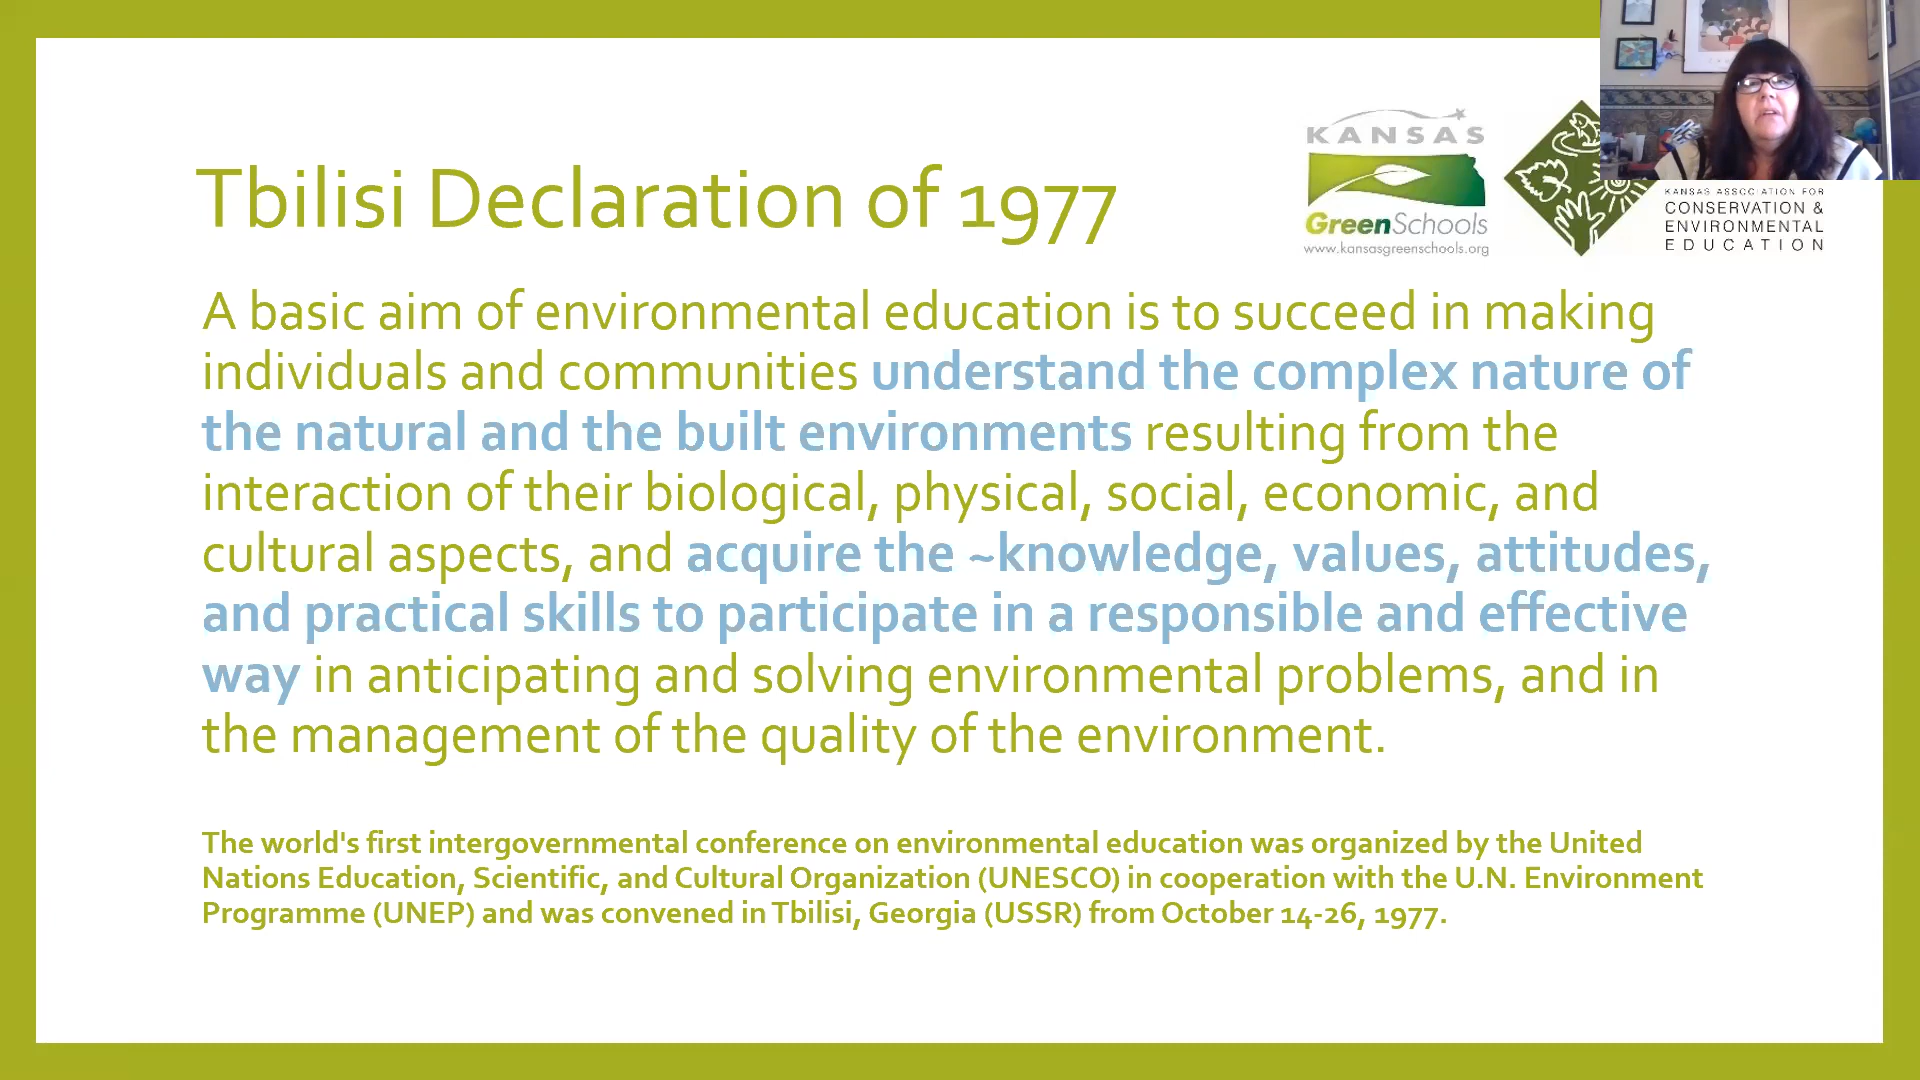 Tbilisi Declaration of 1977
KANSAS
GreenSchools
www.kansasgreenschools.org
KANSAS ASSOCIATION FOR
CONSERVATION &
ENVIRONMENTAL
EDUCATION
A basic aim of environmental education is to succeed in making
individuals and communities understand the complex nature of
the natural and the built environments resulting from the
interaction of their biological, physical, social, economic, and
cultural aspects, and acquire the ~knowledge, values, attitudes,
and practical skills to participate in a responsible and effective
way in anticipating and solving environmental problems, and in
the management of the quality of the environment.
The world's first intergovernmental conference on environmental education was organized by the United
Nations Education, Scientific, and Cultural Organization (UNESCO) in cooperation with the U.N. Environment
Programme (UNEP) and was convened in Tbilisi, Georgia (USSR) from October 14-26, 1977.